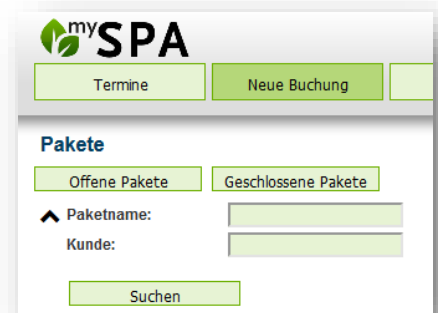 mySPA
Termine Neue Buchung
Pakete
Offene Pakete Geschlossene Pakete
Paketname:
Kunde:
Suchen